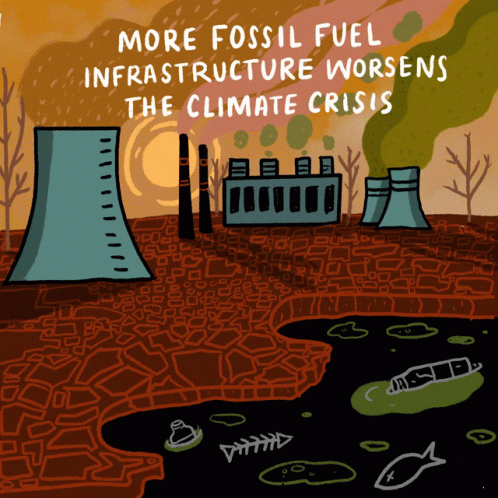 MORE FOSSIL FUEL
INFRASTRUCTURE WORSENS
THE CLIMATE CRISIS